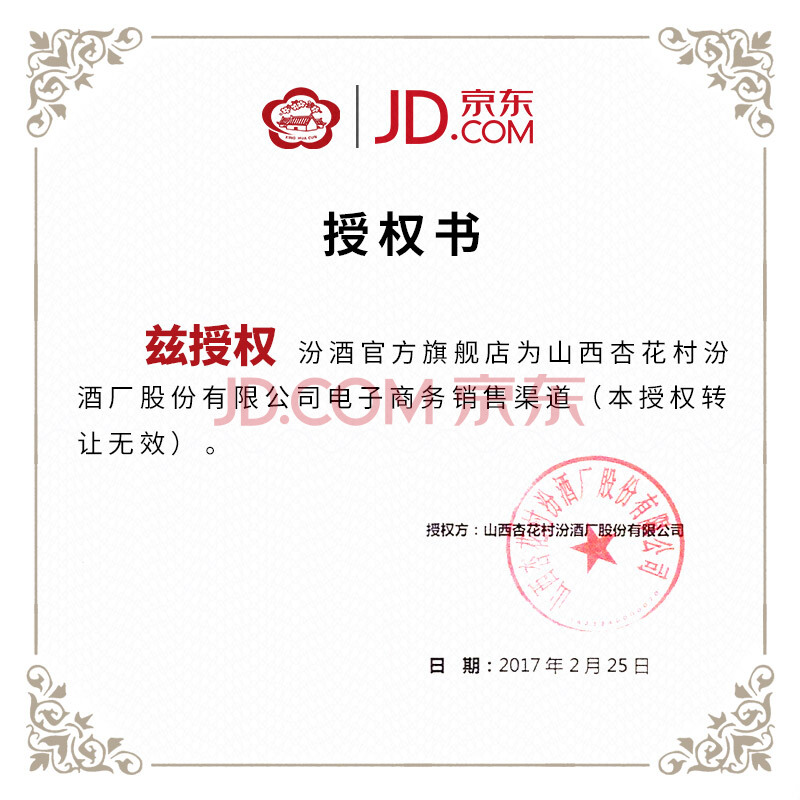 XING HUA CUN
JD.京东
.COM
授权书
兹授权 汾酒官方旗舰店为山西杏花村汾
酒厂股份有限公司电子商务销售渠道（本授权转
让无效）。
JD.COM 京东
山西杏花村汾酒厂股份有限公司
授权方：山西杏花村汾酒厂股份有限公司
日 期：2017 年 2 月 25 日